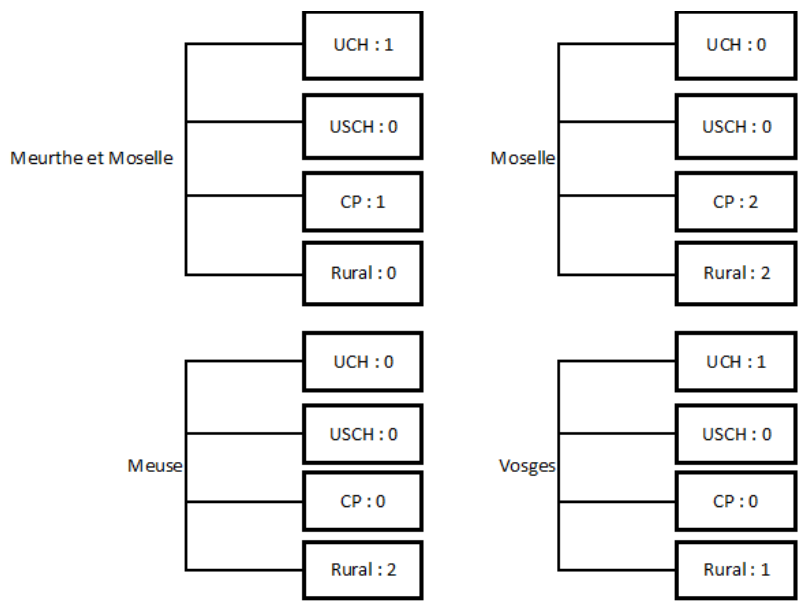 Meurthe et Moselle
UCH : 1
USCH : 0
CP : 1
Rural : 0
Moselle
UCH : 0
USCH : 0
CP : 2
Rural : 2
Meuse
UCH : 0
USCH : 0
CP : 0
Rural : 2
Vosges
UCH : 1
USCH : 0
CP : 0
Rural : 1